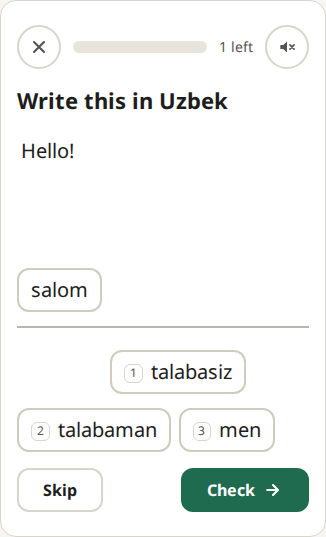 1 left
Write this in Uzbek
Hello!
salom
1 talabasiz
2 talabaman 3 men
Skip Check